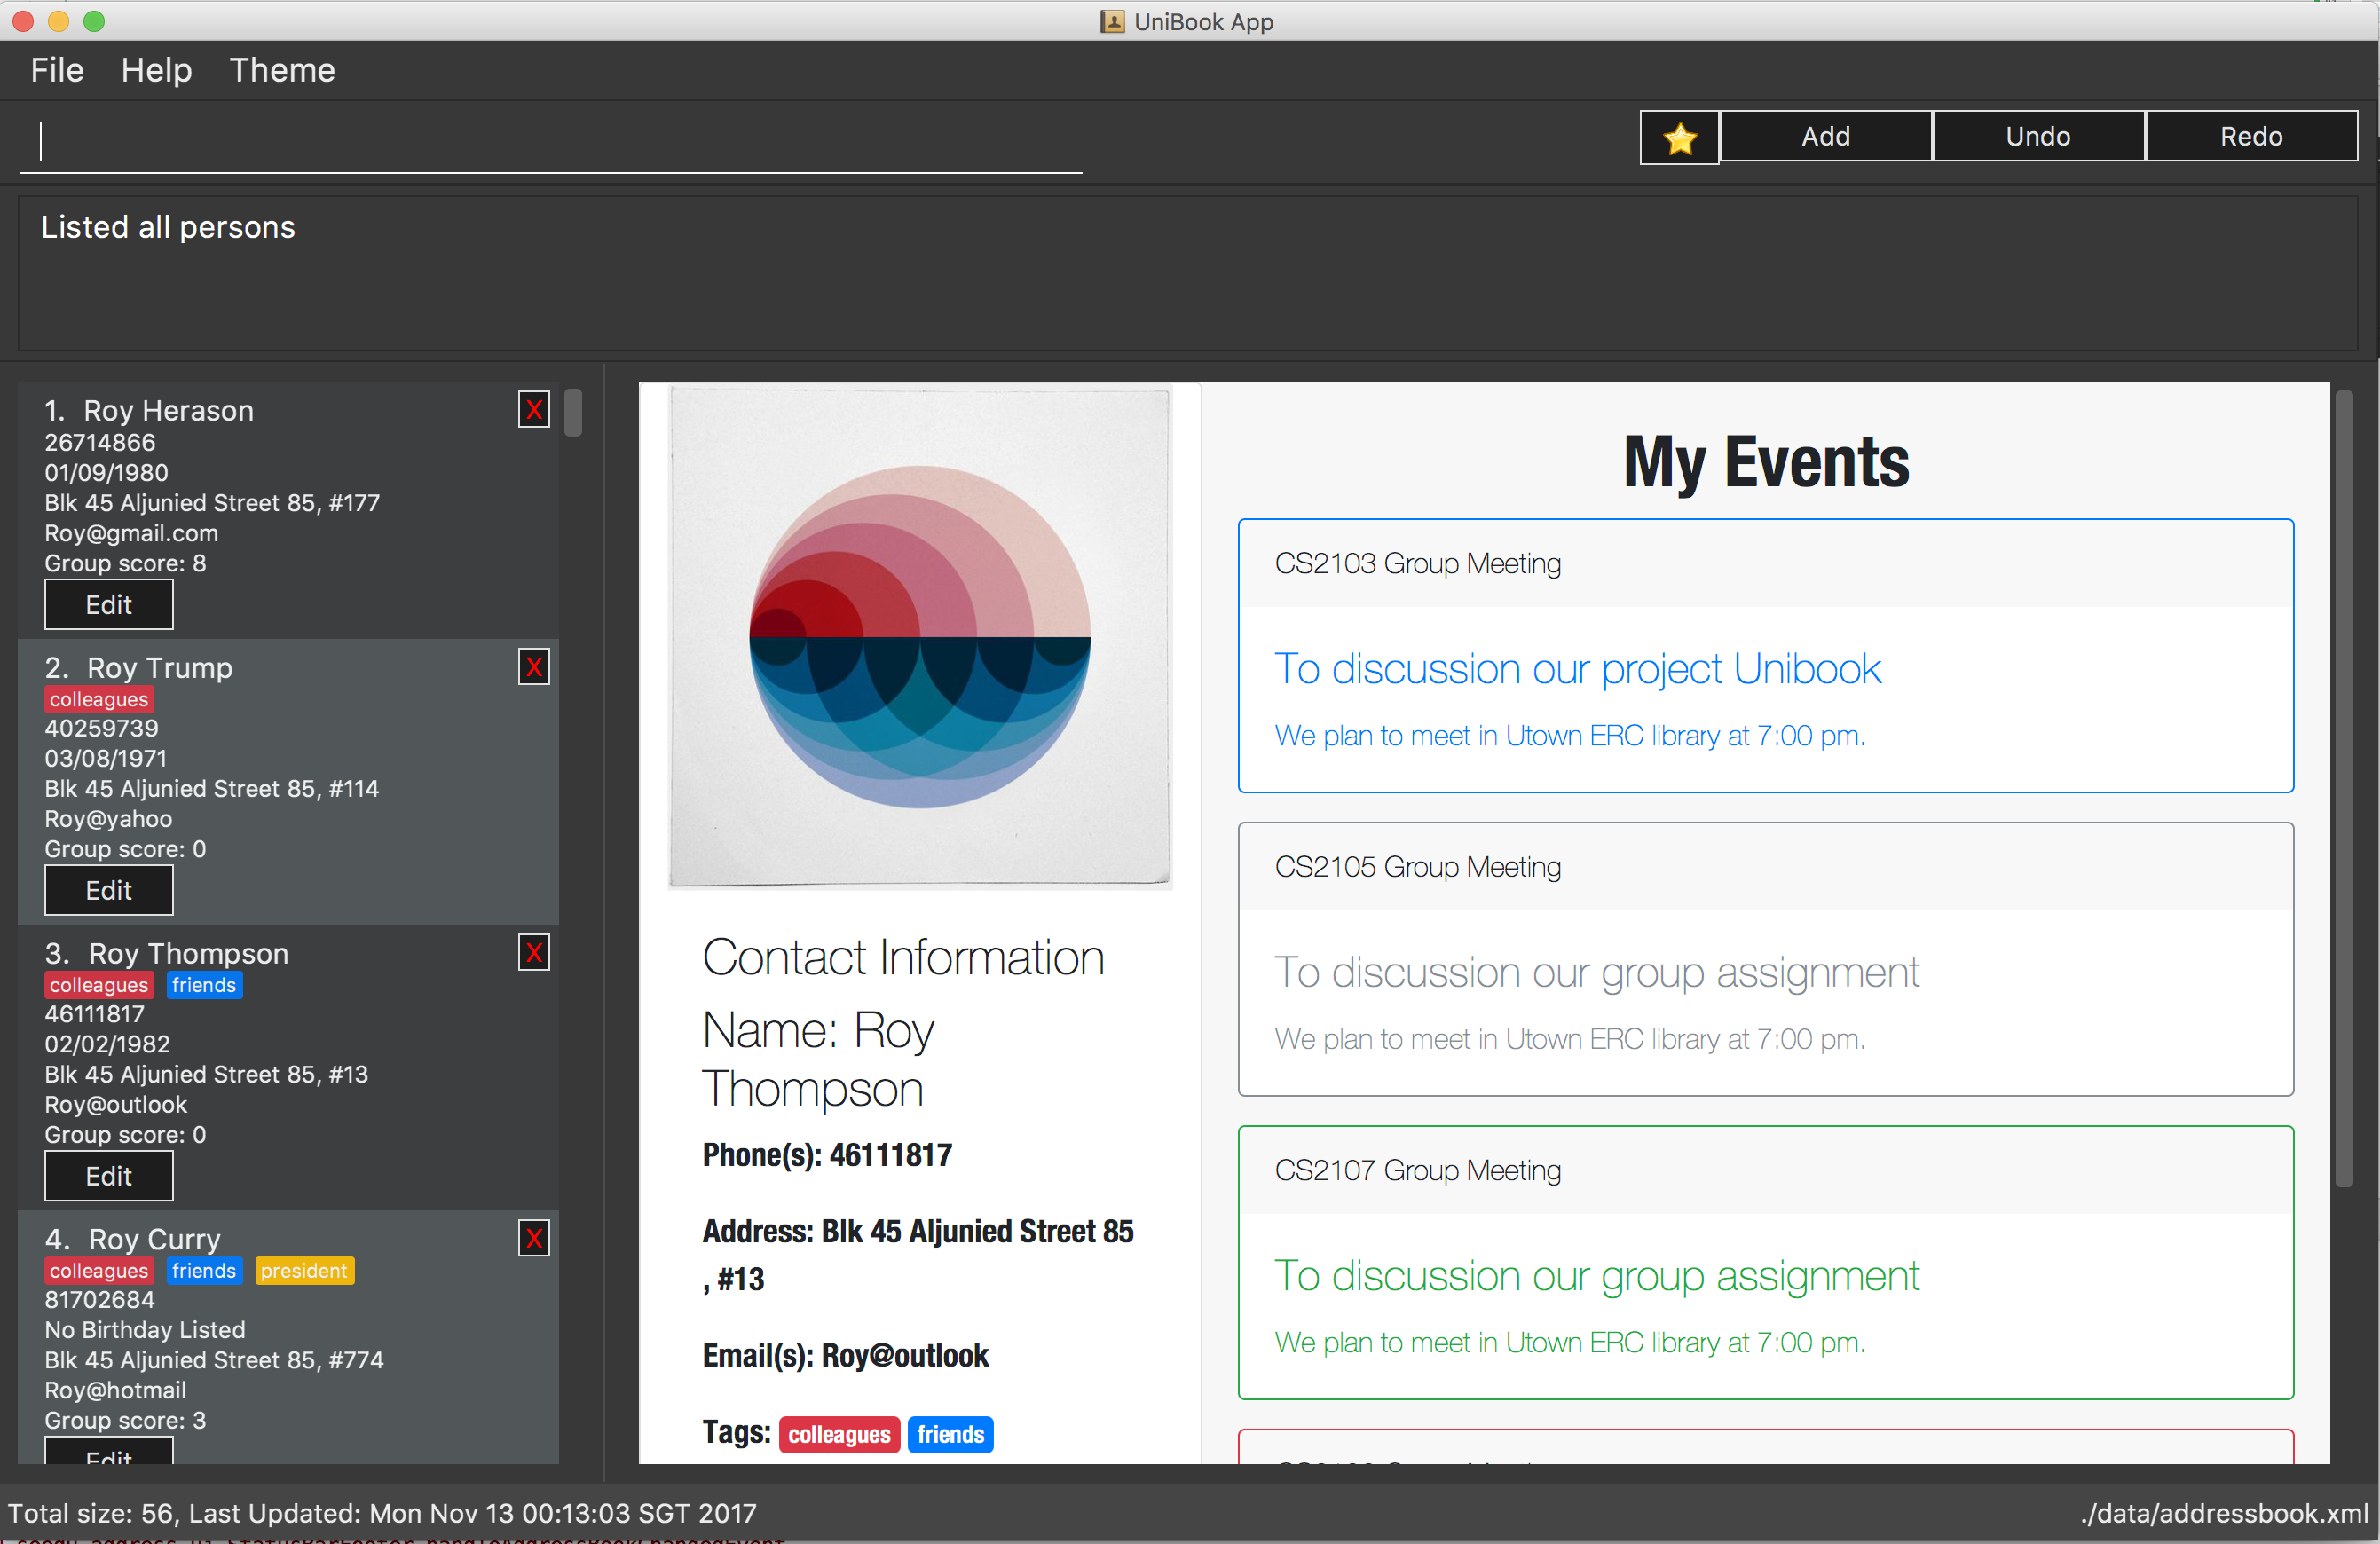 UniBook App
File Help Theme
Add Undo Redo
Listed all persons
1. Roy Herason X
26714866
01/09/1980
Blk 45 Aljunied Street 85, #177
Roy@gmail.com
Group score: 8
Edit
2. Roy Trump X
colleagues
40259739
03/08/1971
Blk 45 Aljunied Street 85, #114
Roy@yahoo
Group score: 0
Edit
3. Roy Thompson X
colleagues friends
46111817
02/02/1982
Blk 45 Aljunied Street 85, #13
Roy@outlook
Group score: 0
Edit
4. Roy Curry X
colleagues friends president
81702684
No Birthday Listed
Blk 45 Aljunied Street 85, #774
Roy@hotmail
Group score: 3
Edit
Contact Information
Name: Roy
Thompson
Phone(s): 46111817
Address: Blk 45 Aljunied Street 85
, #13
Email(s): Roy@outlook
Tags: colleagues friends
My Events
CS2103 Group Meeting
To discussion our project Unibook
We plan to meet in Utown ERC library at 7:00 pm.
CS2105 Group Meeting
To discussion our group assignment
We plan to meet in Utown ERC library at 7:00 pm.
CS2107 Group Meeting
To discussion our group assignment
We plan to meet in Utown ERC library at 7:00 pm.
Total size: 56, Last Updated: Mon Nov 13 00:13:03 SGT 2017
./data/addressbook.xml